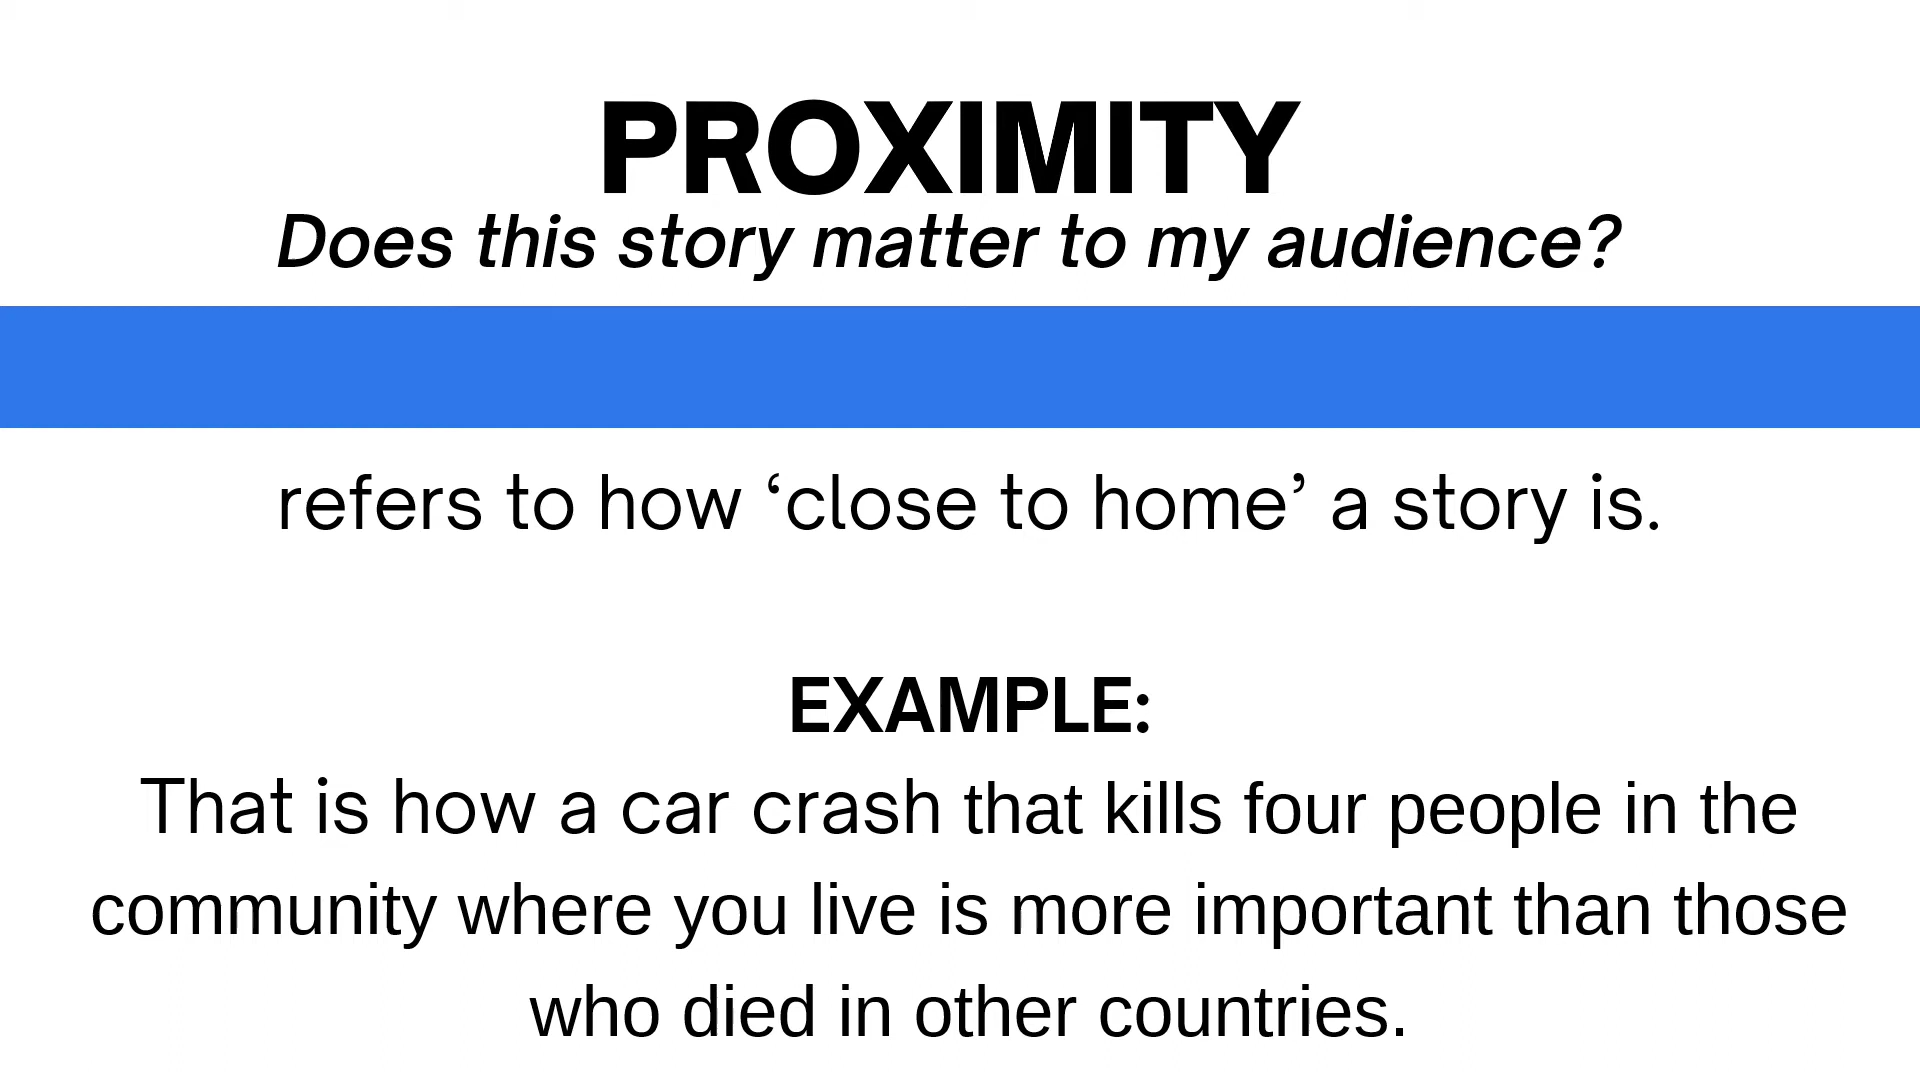 PROXIMITY
Does this story matter to my audience?
refers to how ‘close to home’ a story is.
EXAMPLE:
That is how a car crash that kills four people in the
community where you live is more important than those
who died in other countries.